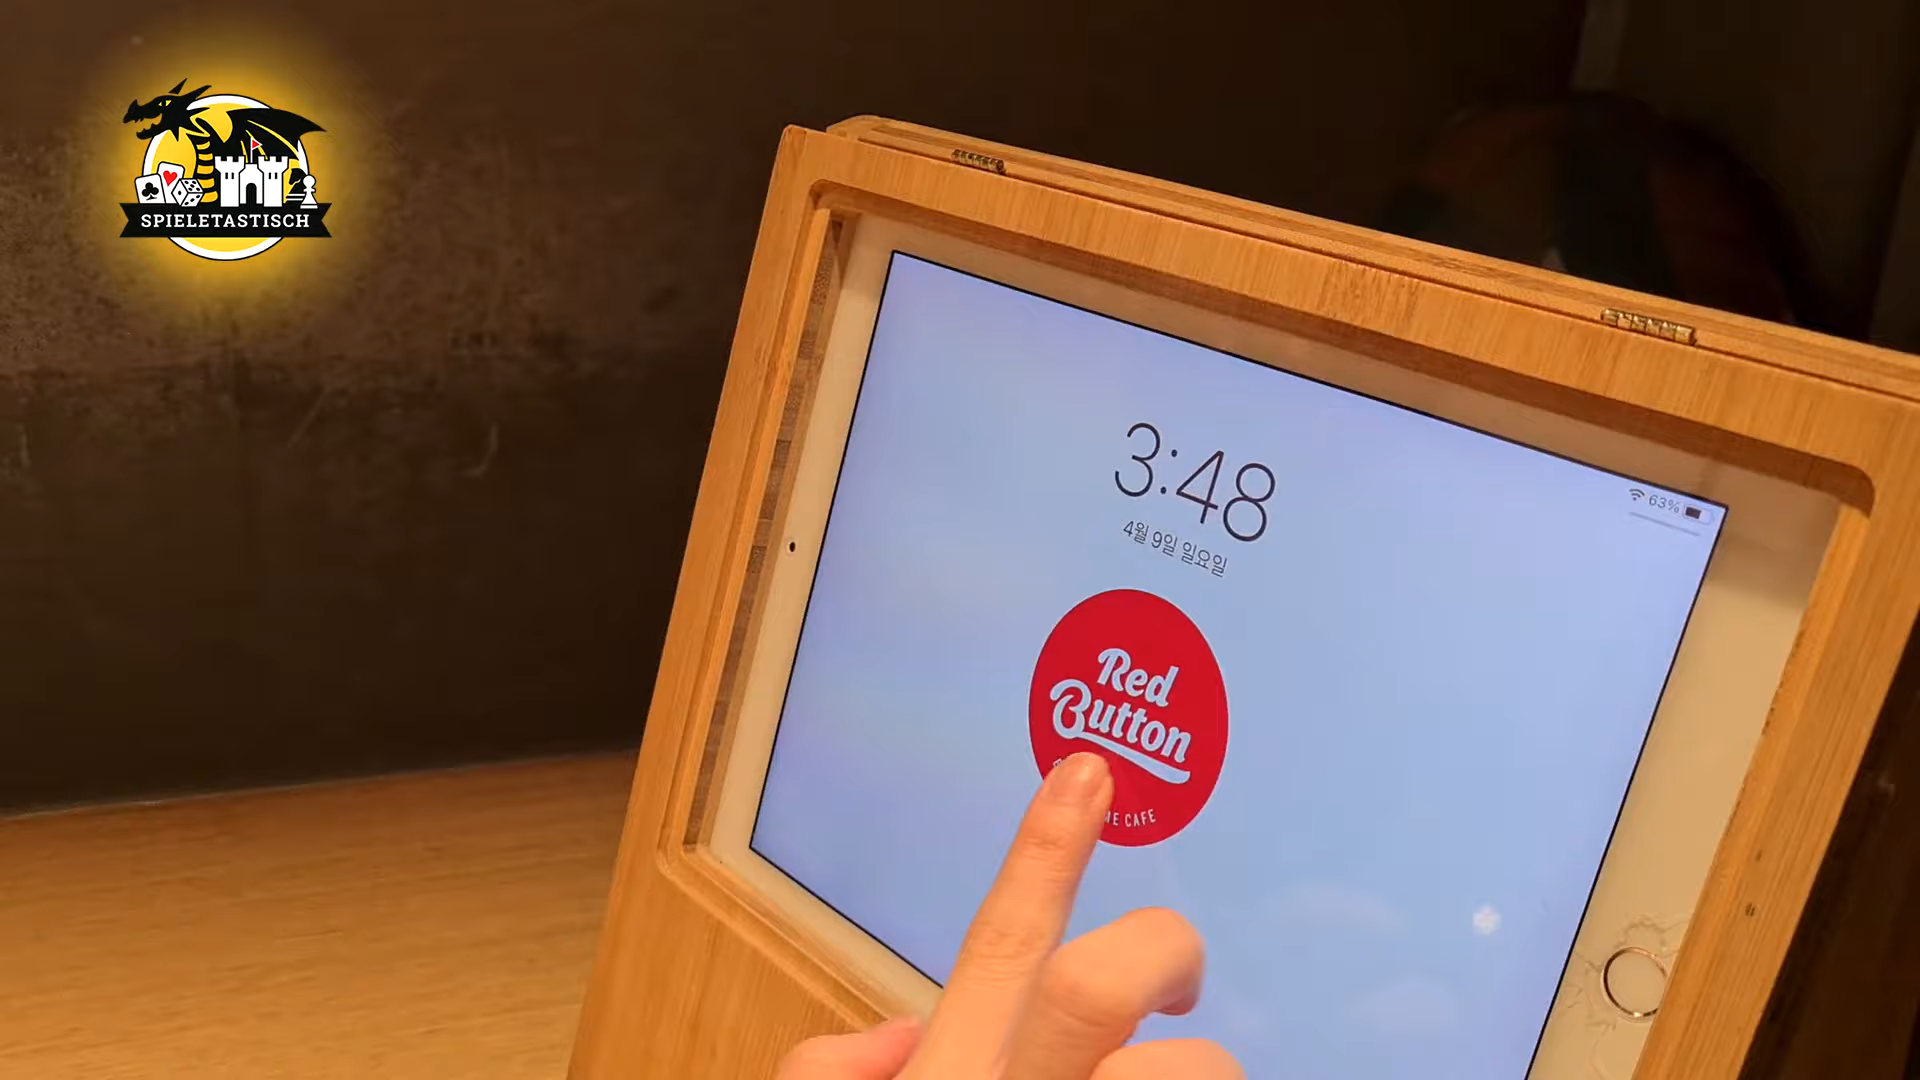 SPIELETASTISCH
3:48
63%
4월 9일 일요일
Red
Button
CAFE